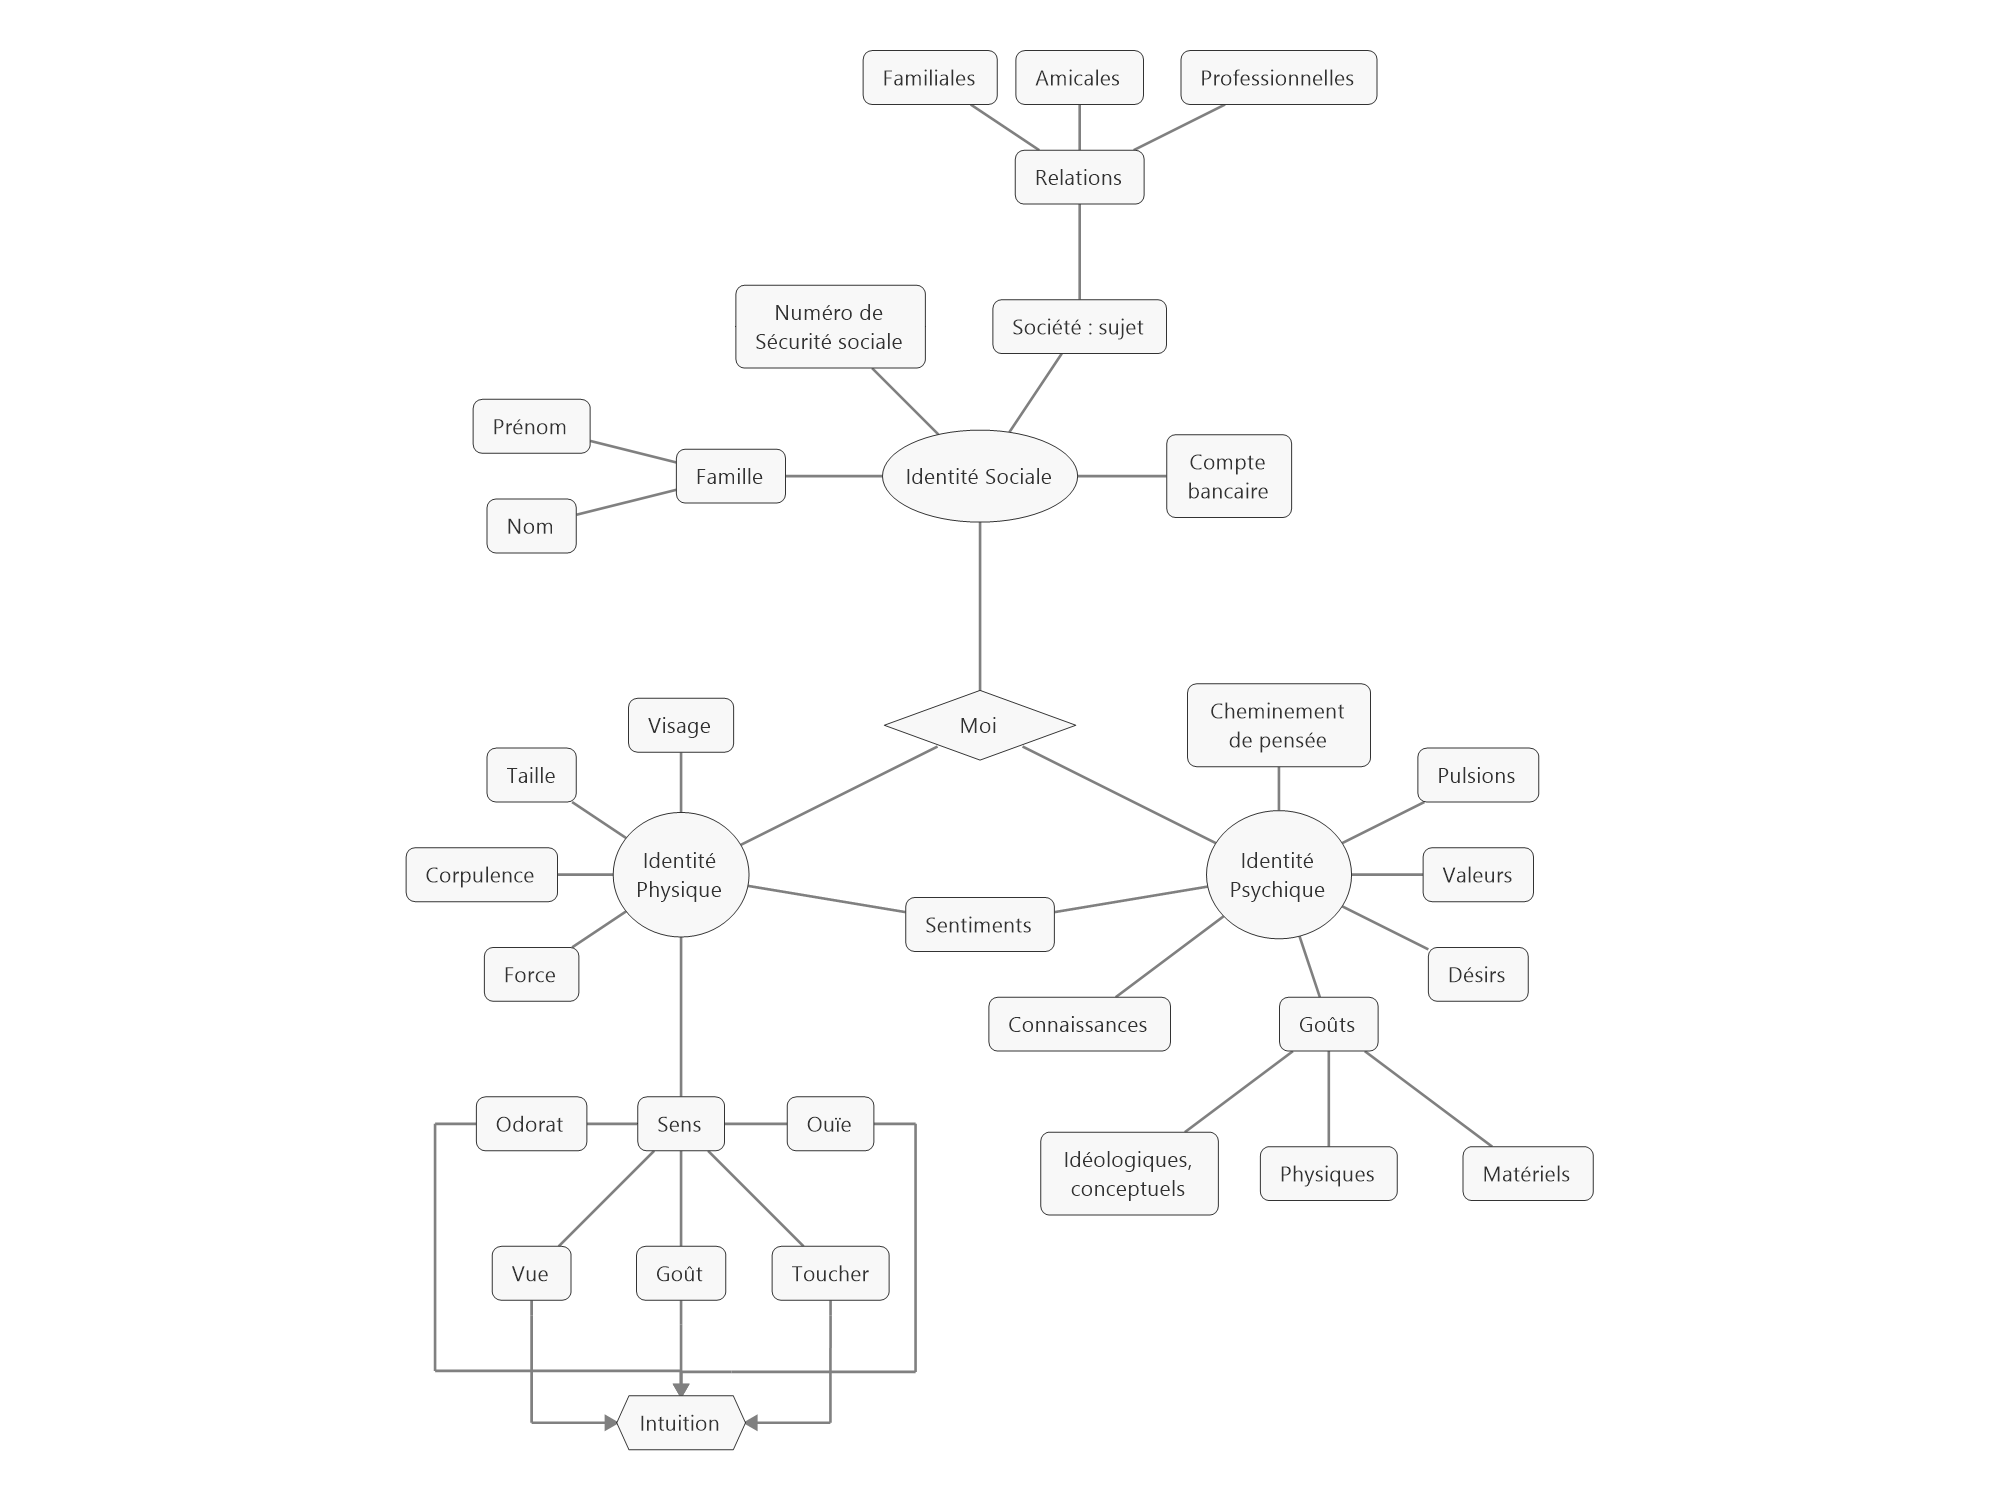 Familiales
Amicales
Professionnelles
Relations
Numéro de
Sécurité sociale
Société : sujet
Prénom
Famille
Nom
Identité Sociale
Compte
bancaire
Moi
Visage
Taille
Corpulence
Force
Identité
Physique
Sentiments
Cheminement
de pensée
Pulsions
Identité
Psychique
Valeurs
Désirs
Connaissances
Goûts
Idéologiques,
conceptuels
Physiques
Matériels
Odorat
Sens
Ouïe
Vue
Goût
Toucher
Intuition